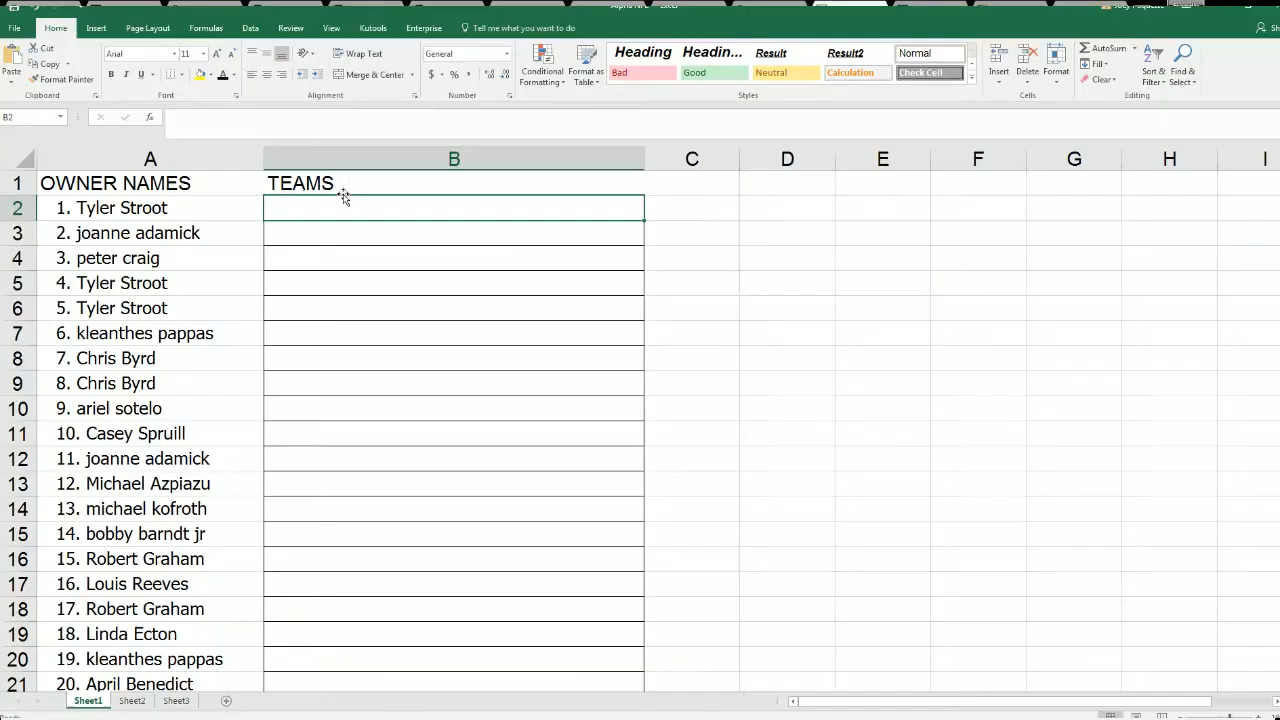 File Home Insert Page Layout Formulas Data Review View Kutools Enterprise Tell me what you want to do
Cut Arial 11 Wrap Text General Heading Headin... Result Result2 Normal AutoSum
Copy Fill
Paste Format Painter Merge & Center Conditional Formatting Format as Table Bad Good Neutral Calculation Check Cell Insert Delete Format Clear Sort & Filter Find & Select
Clipboard Font Alignment Number Styles Cells Editing
B2
A B C D E F G H I
1 OWNER NAMES TEAMS
2 1. Tyler Stroot
3 2. joanne adamick
4 3. peter craig
5 4. Tyler Stroot
6 5. Tyler Stroot
7 6. kleanthes pappas
8 7. Chris Byrd
9 8. Chris Byrd
10 9. ariel sotelo
11 10. Casey Spruill
12 11. joanne adamick
13 12. Michael Azpiazu
14 13. michael kofroth
15 14. bobby barndt jr
16 15. Robert Graham
17 16. Louis Reeves
18 17. Robert Graham
19 18. Linda Ecton
20 19. kleanthes pappas
21 20. April Benedict
Sheet1 Sheet2 Sheet3